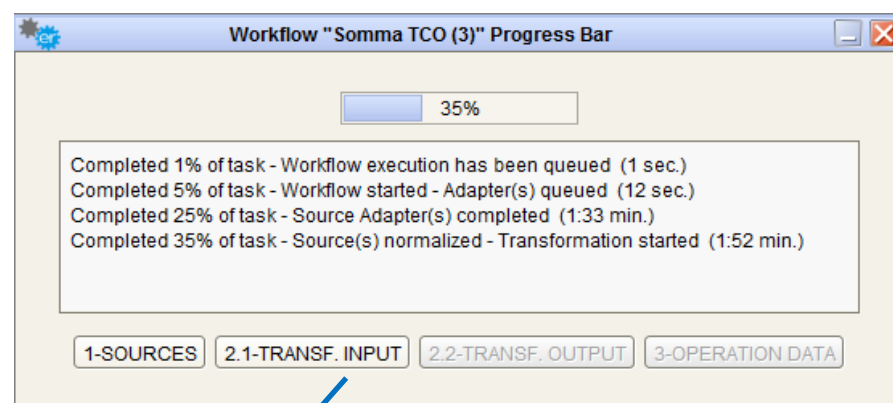 er
Workflow "Somma TCO (3)" Progress Bar
35%
Completed 1% of task - Workflow execution has been queued (1 sec.)
Completed 5% of task - Workflow started - Adapter(s) queued (12 sec.)
Completed 25% of task - Source Adapter(s) completed (1:33 min.)
Completed 35% of task - Source(s) normalized - Transformation started (1:52 min.)
1-SOURCES 2.1-TRANSF. INPUT 2.2-TRANSF. OUTPUT 3-OPERATION DATA